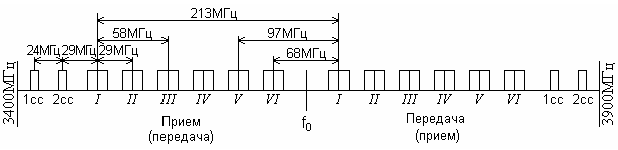 213МГц
58МГц 97МГц
24МГц 29МГц 29МГц 68МГц
3400МГц 1сс 2сс I II III IV V VI f₀ I II III IV V VI 1сс 2сс 3900МГц
Прием Передача
(передача) (прием)